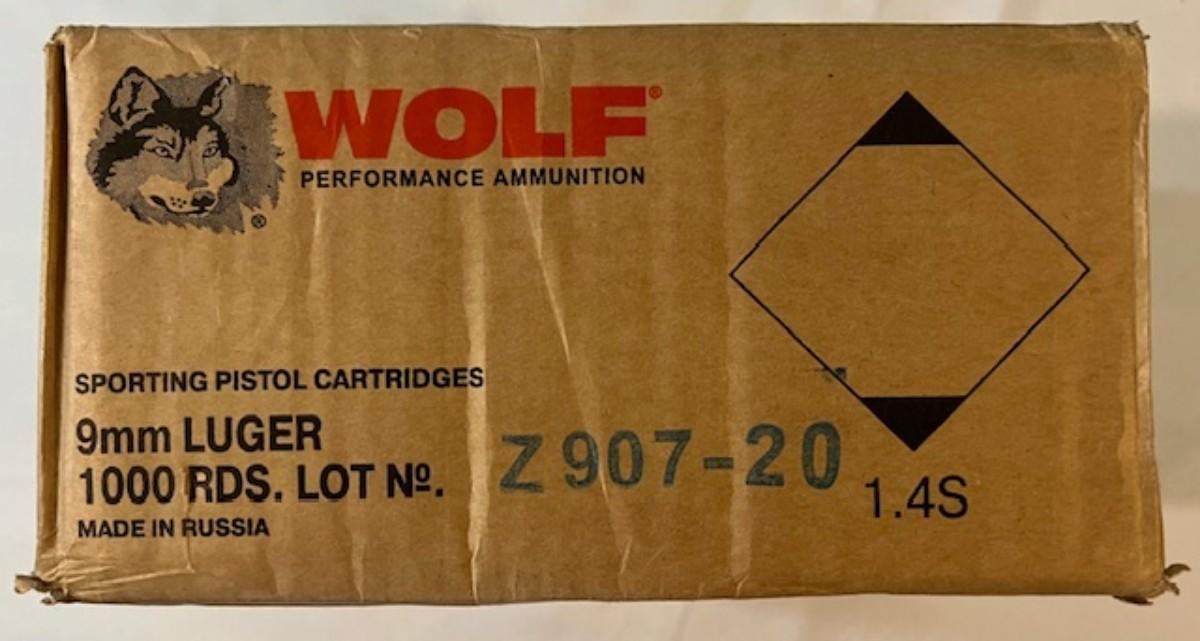 WOLF®
PERFORMANCE AMMUNITION
®
SPORTING PISTOL CARTRIDGES
9mm LUGER
1000 RDS. LOT Nº. Z 907-20
MADE IN RUSSIA
1.4S